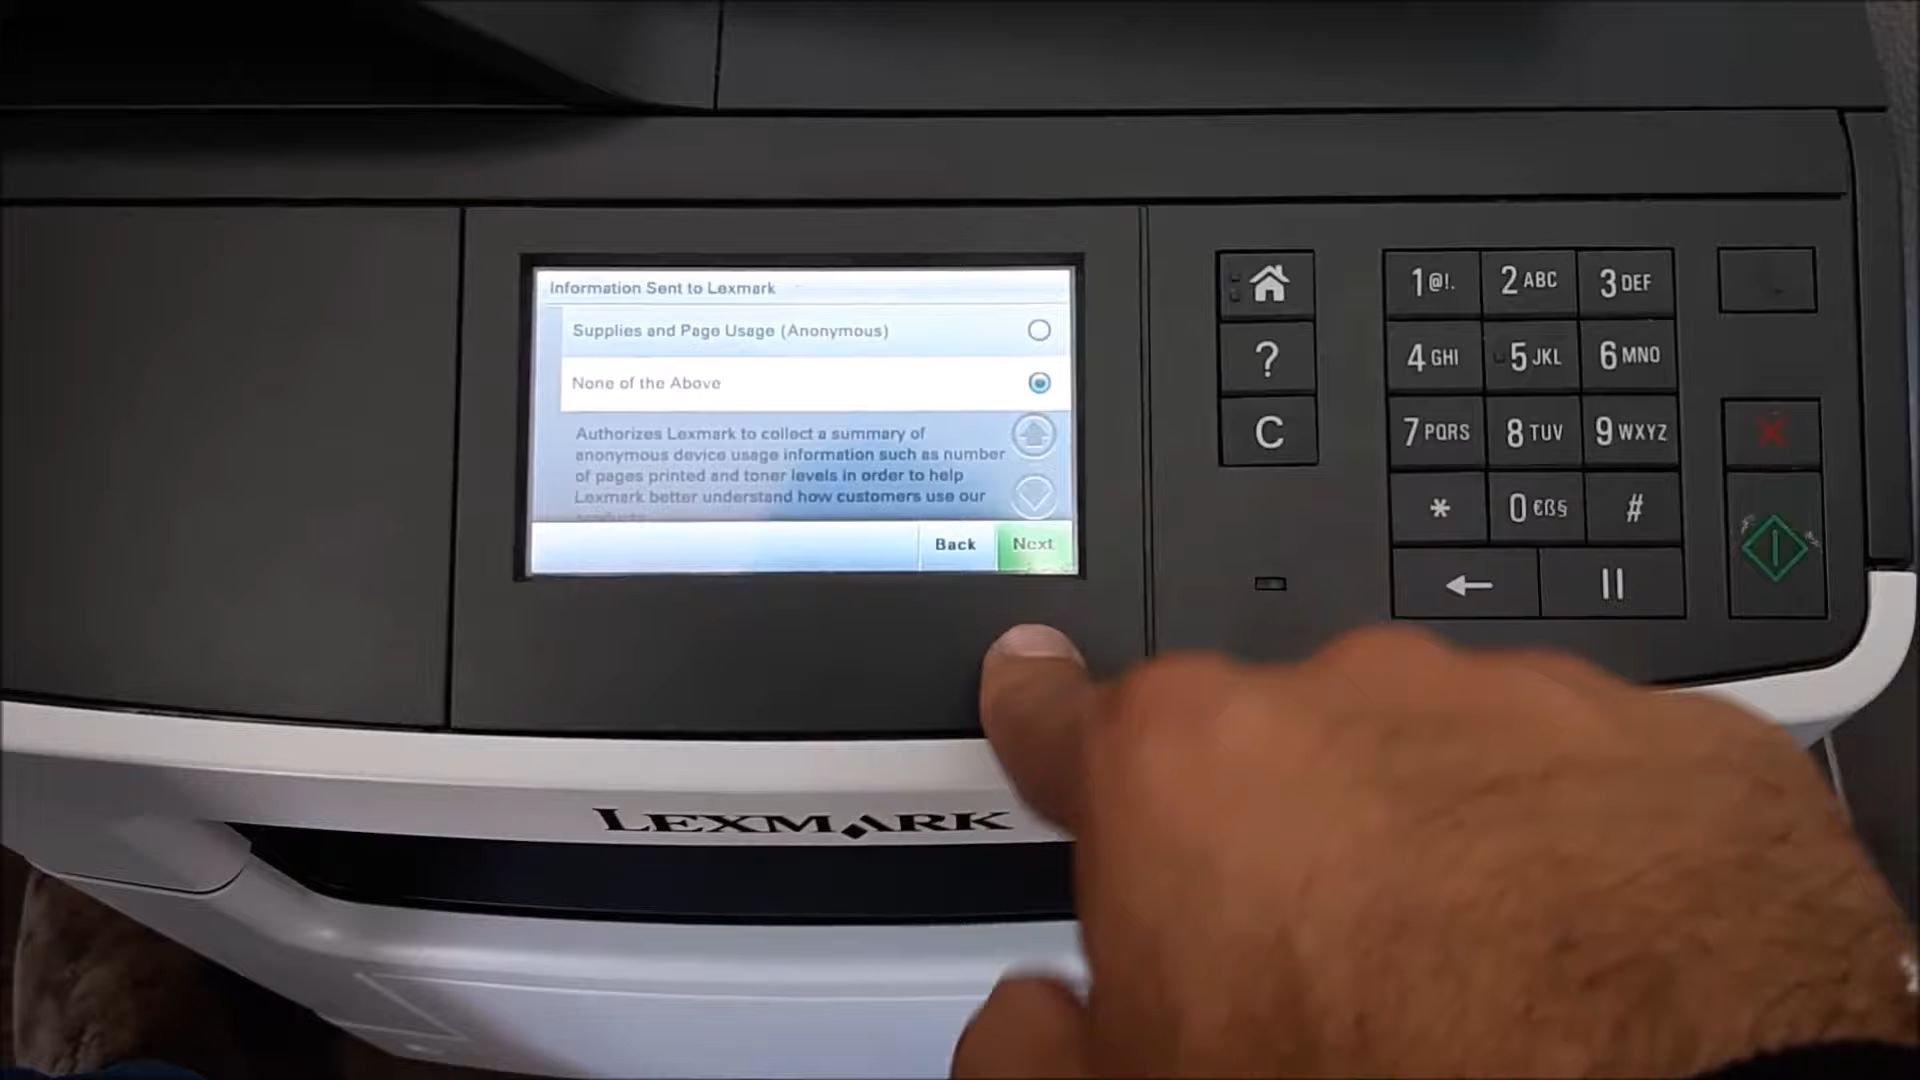 Information Sent to Lexmark
Supplies and Page Usage (Anonymous)
None of the Above
Authorizes Lexmark to collect a summary of
anonymous device usage information such as number
of pages printed and toner levels in order to help
Lexmark better understand how customers use our
Back
Next
?
C
1@!.
2ABC
3DEF
4GHI
5JKL
6MNO
7PQRS
8TUV
9WXYZ
*
0€ß§
#
LEXMARK